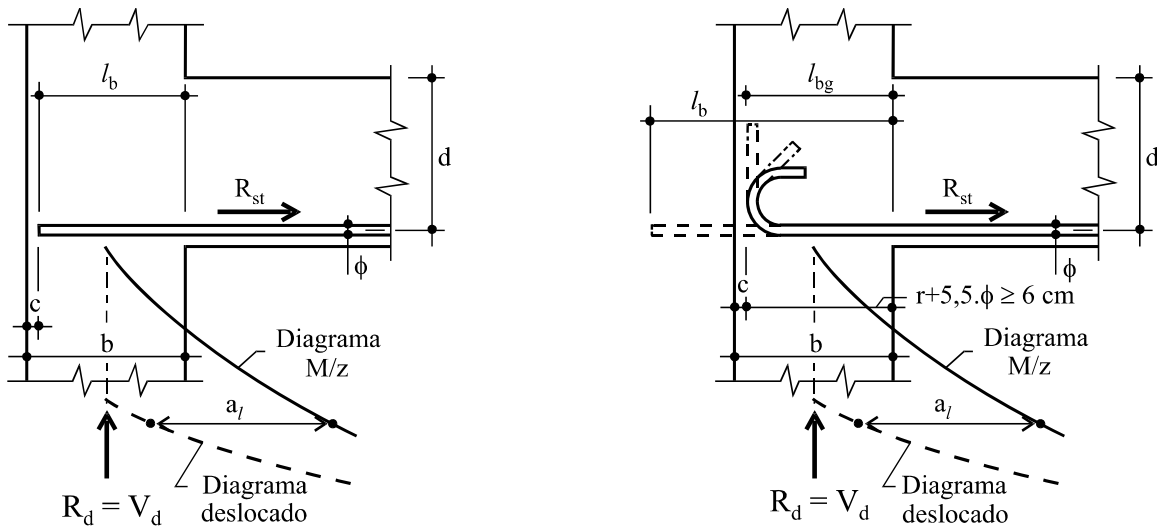 l_b
d
R_st
ϕ
c
Diagrama
M/z
b
a_l
R_d = V_d
Diagrama
deslocado
l_bg
l_b
d
R_st
ϕ
c
r+5,5.ϕ ≥ 6 cm
Diagrama
M/z
b
a_l
R_d = V_d
Diagrama
deslocado